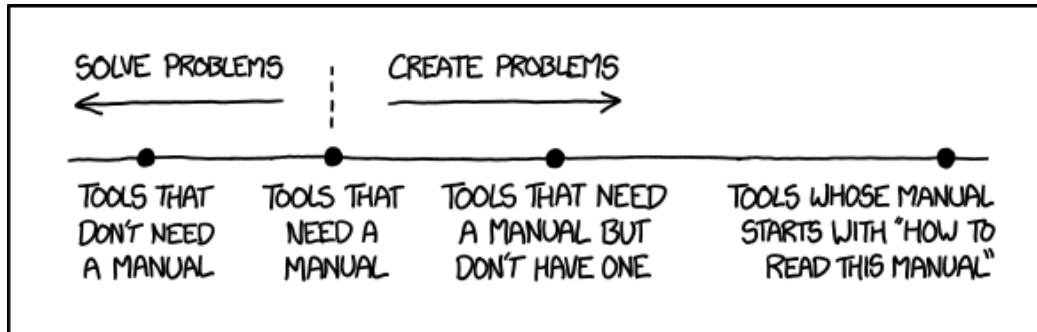 SOLVE PROBLEMS
CREATE PROBLEMS
TOOLS THAT
DON'T NEED
A MANUAL
TOOLS THAT
NEED A
MANUAL
TOOLS THAT NEED
A MANUAL BUT
DON'T HAVE ONE
TOOLS WHOSE MANUAL
STARTS WITH "HOW TO
READ THIS MANUAL"